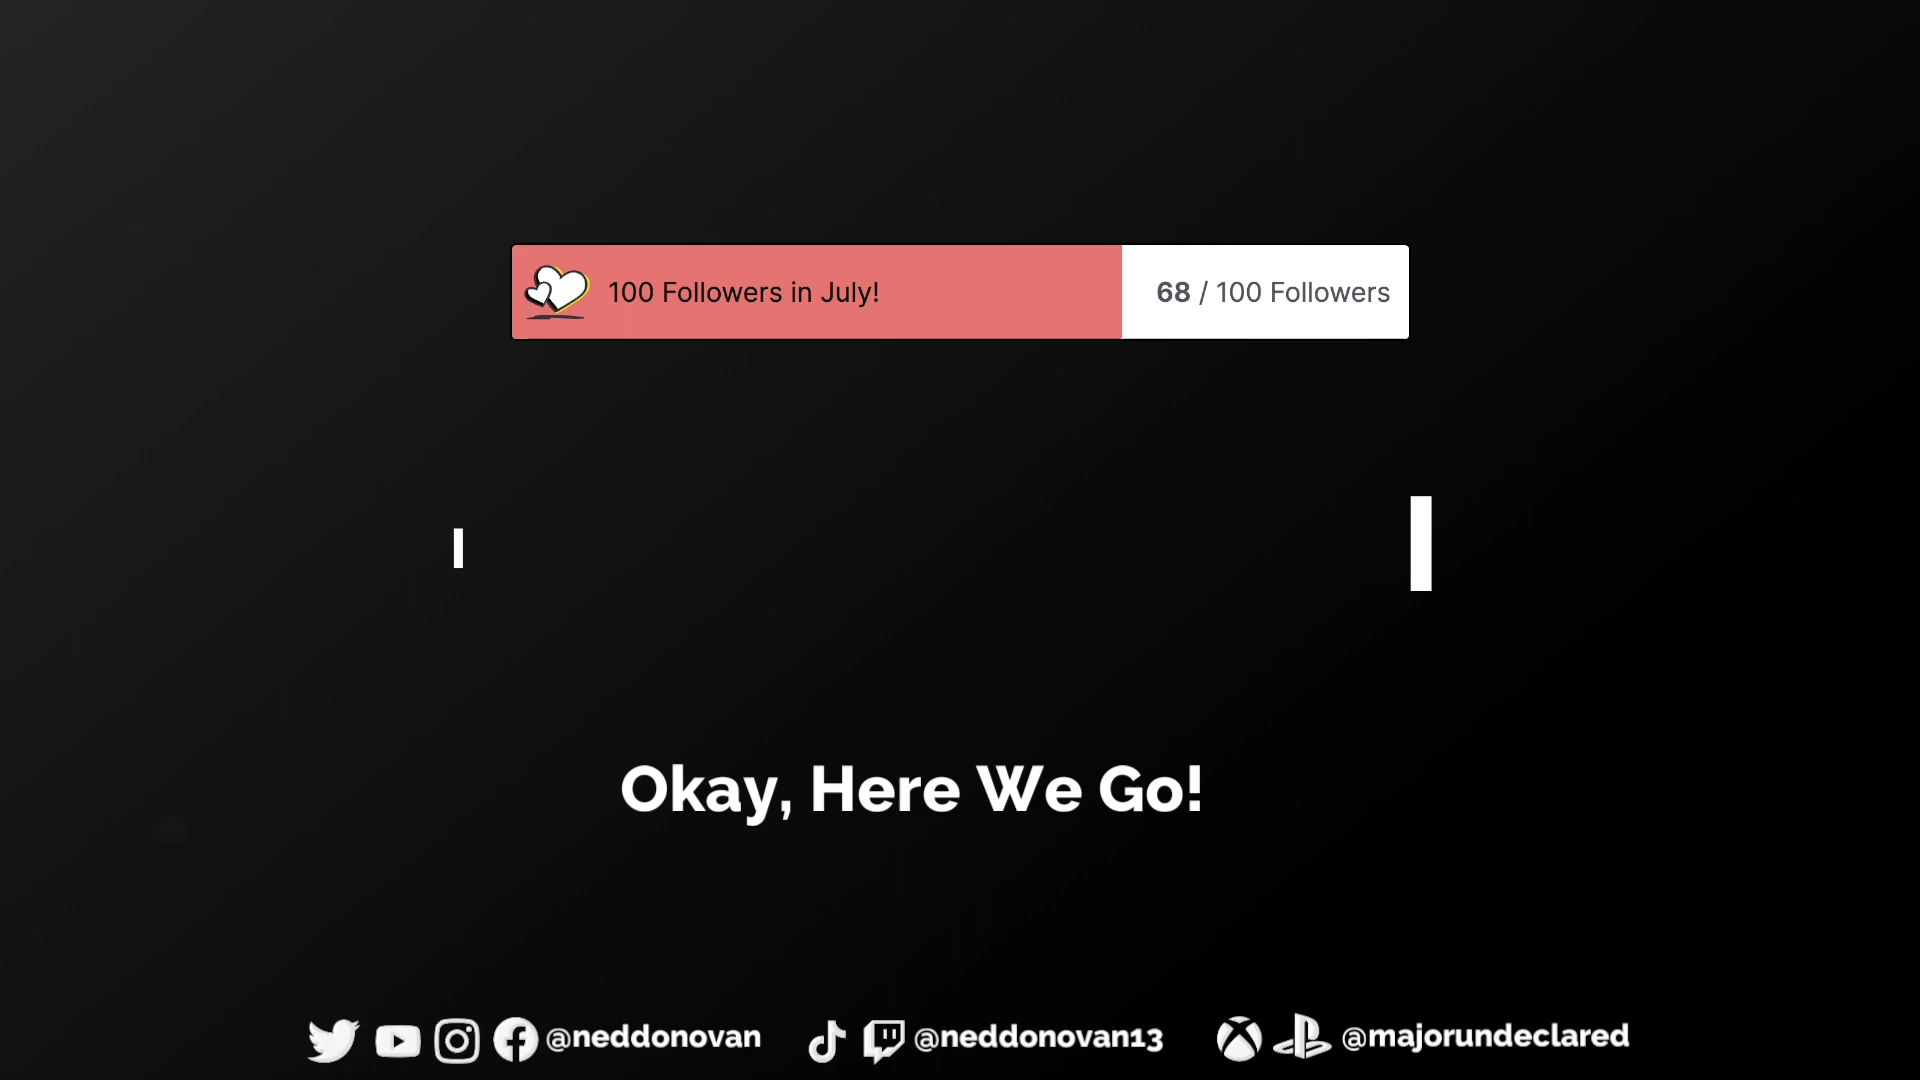 100 Followers in July! 68 / 100 Followers
Okay, Here We Go!
@neddonovan @neddonovan13 @majorundeclared